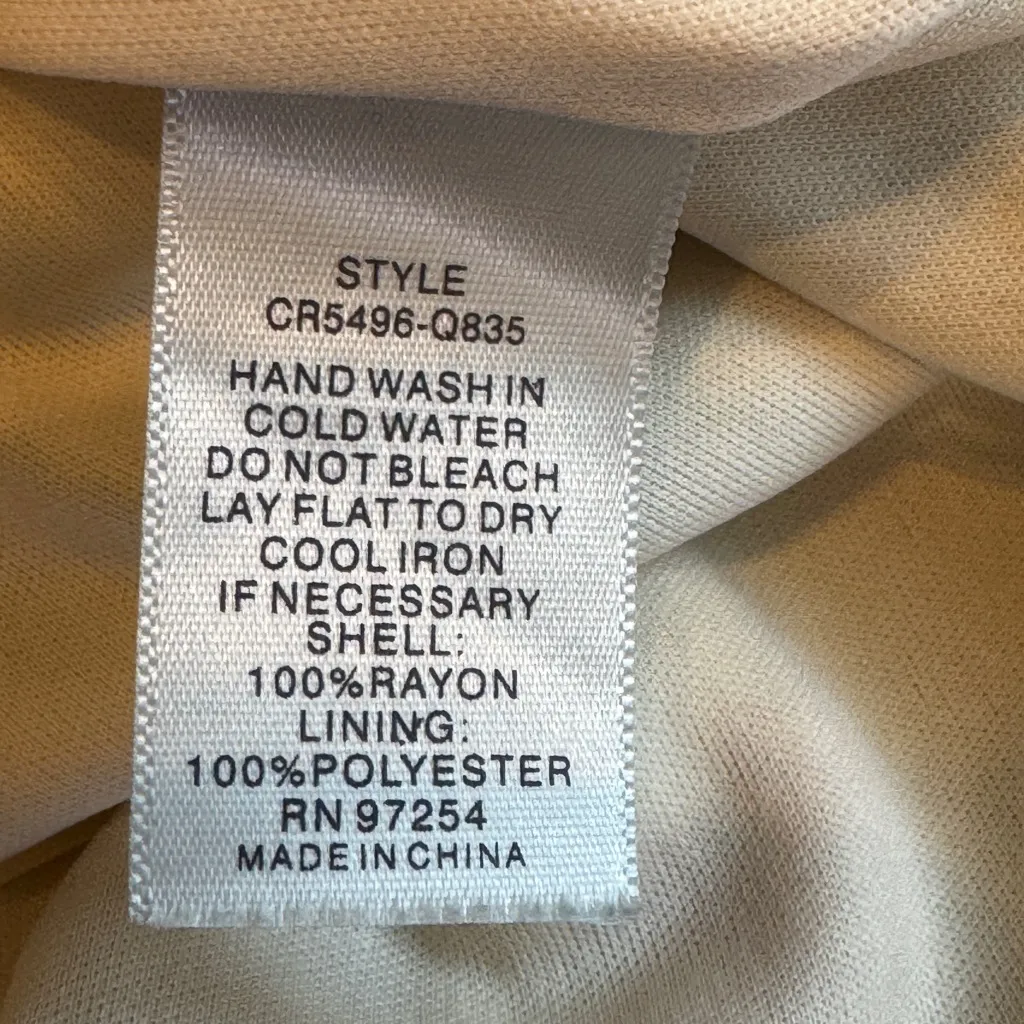 STYLE
CR5496-Q835
HAND WASH IN
COLD WATER
DO NOT BLEACH
LAY FLAT TO DRY
COOL IRON
IF NECESSARY
SHELL:
100% RAYON
LINING:
100% POLYESTER
RN 97254
MADE IN CHINA